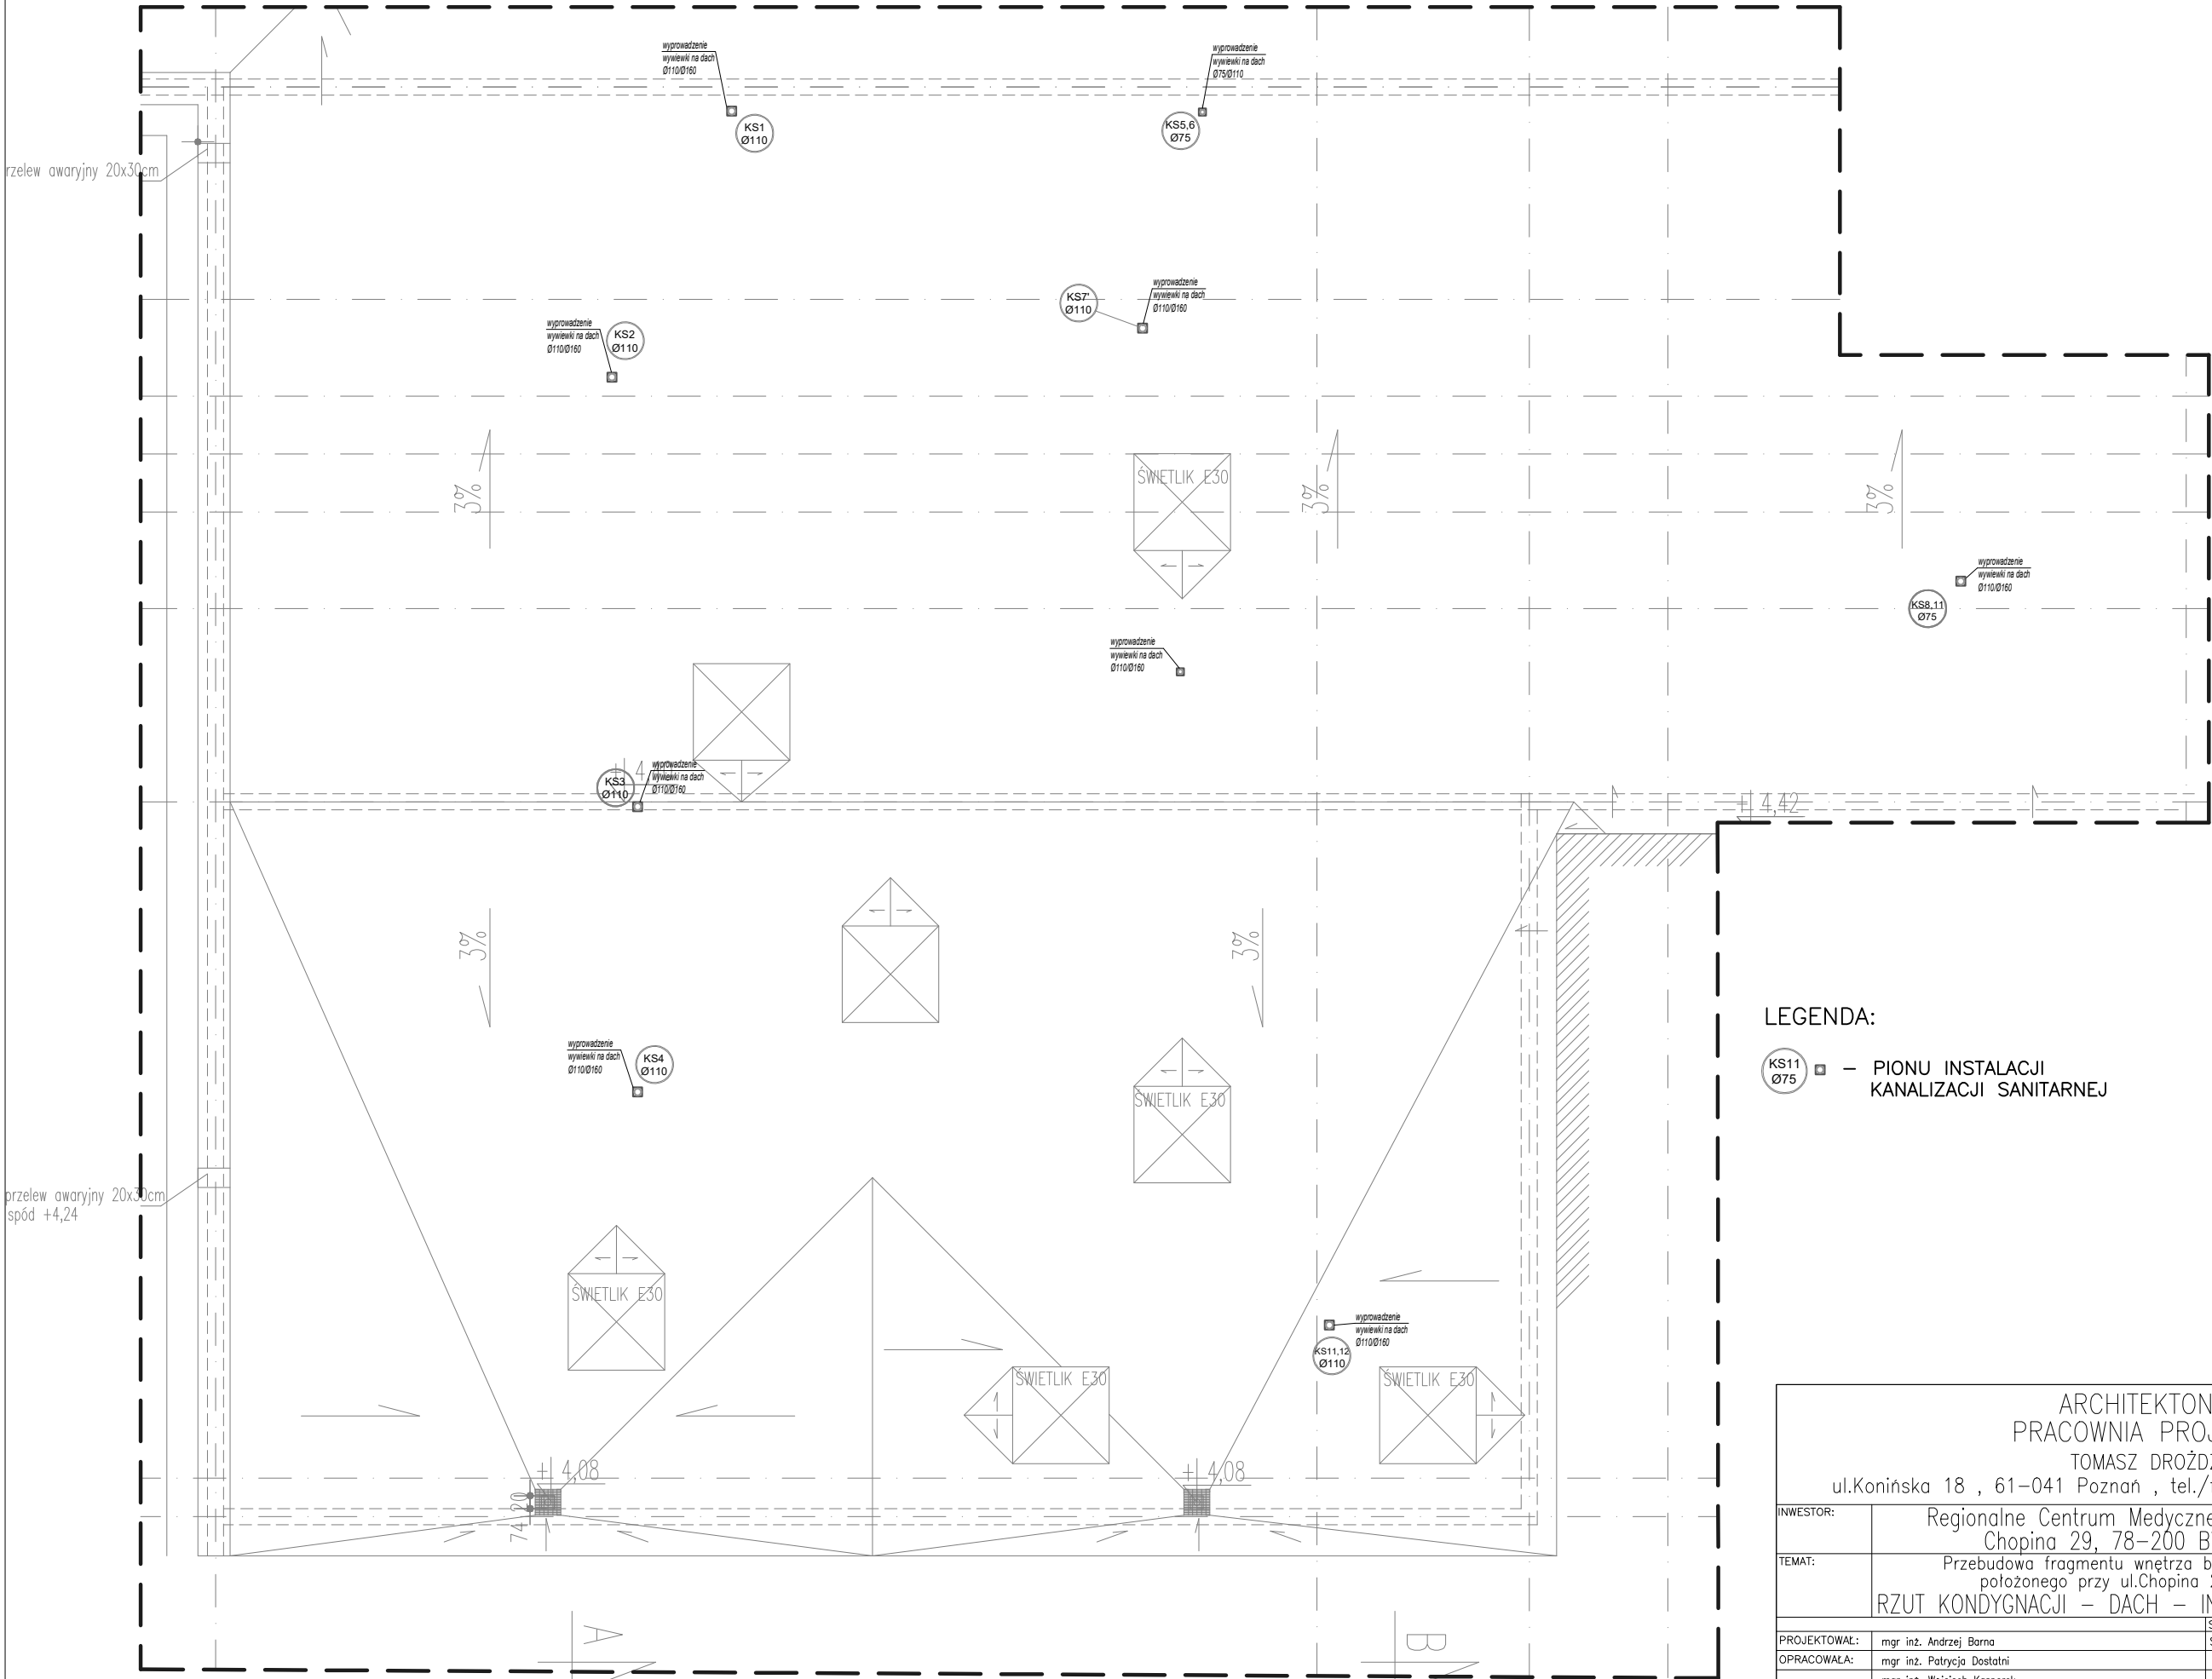 wyprowadzenie
wywiewki na dach
Ø110/Ø160
KS1
Ø110
wyprowadzenie
wywiewki na dach
Ø75/Ø110
KS5,6
Ø75
rzelew awaryjny 20x30cm
KS7'
Ø110
wyprowadzenie
wywiewki na dach
Ø110/Ø160
wyprowadzenie
wywiewki na dach
Ø110/Ø160
KS2
Ø110
3%
ŚWIETLIK E30
3%
3%
wyprowadzenie
wywiewki na dach
Ø110/Ø160
KS8,11
Ø75
wyprowadzenie
wywiewki na dach
Ø110/Ø160
KS3
Ø110
wyprowadzenie
wywiewki na dach
Ø110/Ø160
+ 4,42
3%
3%
LEGENDA:
KS11
Ø75
– PIONU INSTALACJI
KANALIZACJI SANITARNEJ
wyprowadzenie
wywiewki na dach
Ø110/Ø160
KS4
Ø110
ŚWIETLIK E30
przelew awaryjny 20x30cm
spód +4,24
ŚWIETLIK E30
wyprowadzenie
wywiewki na dach
Ø110/Ø160
KS11,12
Ø110
ŚWIETLIK E30
ŚWIETLIK E30
+ 4,08
+ 4,08
20
74
A
B
ARCHITEKTON
PRACOWNIA PROJ
TOMASZ DROŻDŻ
ul.Konińska 18 , 61-041 Poznań , tel./
INWESTOR:
Regionalne Centrum Medyczne
Chopina 29, 78-200 B
TEMAT:
Przebudowa fragmentu wnętrza b
położonego przy ul.Chopina
RZUT KONDYGNACJI – DACH – IN
PROJEKTOWAŁ:
mgr inż. Andrzej Barna
OPRACOWAŁA:
mgr inż. Patrycja Dostatni